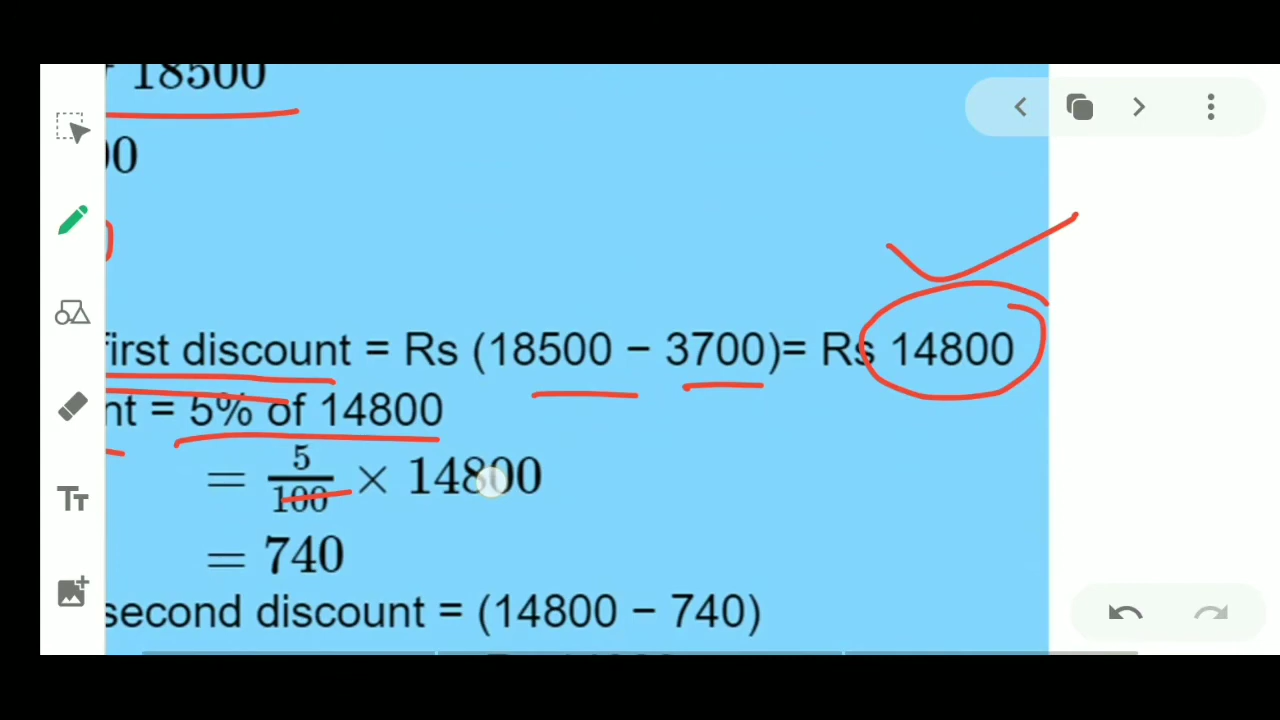 18500
00
first discount = Rs (18500 − 3700)= Rs 14800
nt = 5% of 14800
= 5/100 × 14800
= 740
second discount = (14800 − 740)
Tт